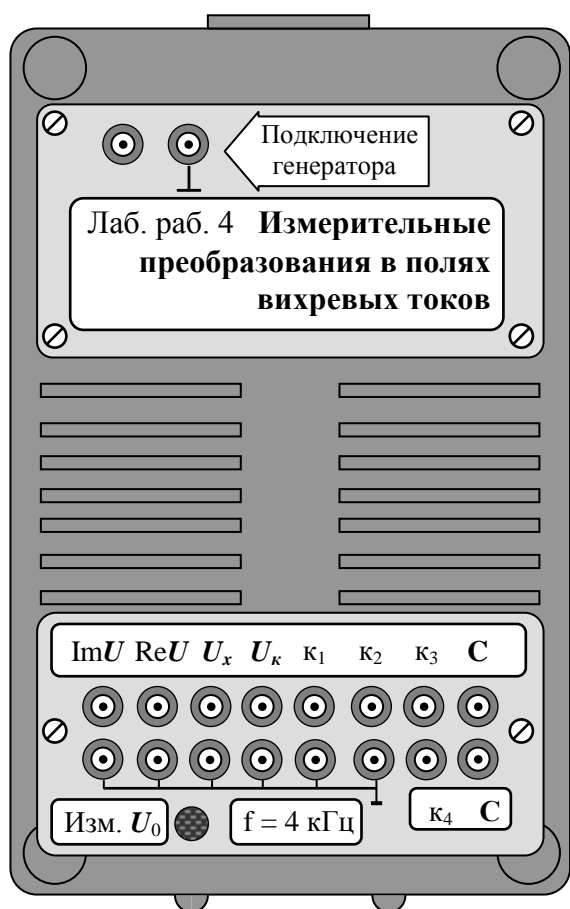 Подключение
генератора
Лаб. раб. 4 Измерительные
преобразования в полях
вихревых токов
ImU ReU Uₓ Uк к₁ к₂ к₃ С
Изм. U₀ f = 4 кГц к₄ С